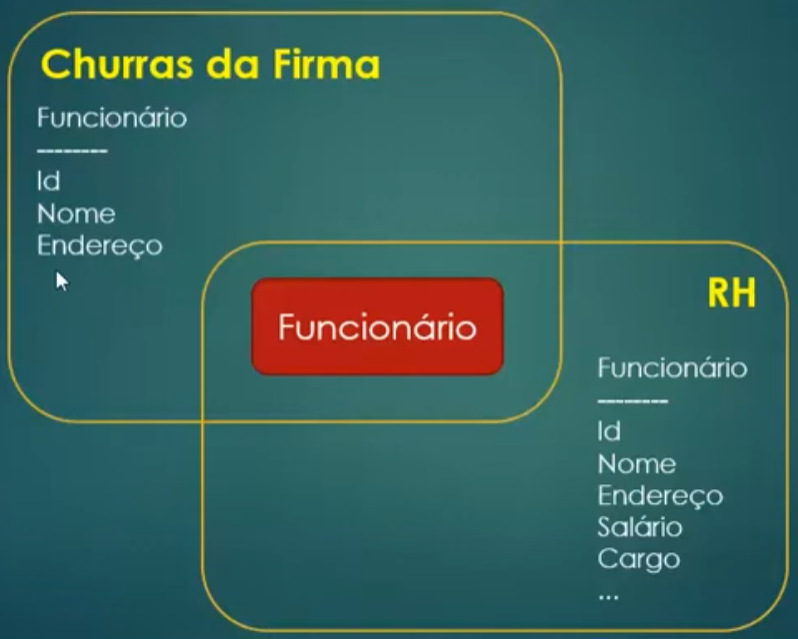 Churras da Firma
Funcionário
--------
Id
Nome
Endereço
Funcionário
RH
Funcionário
--------
Id
Nome
Endereço
Salário
Cargo
...